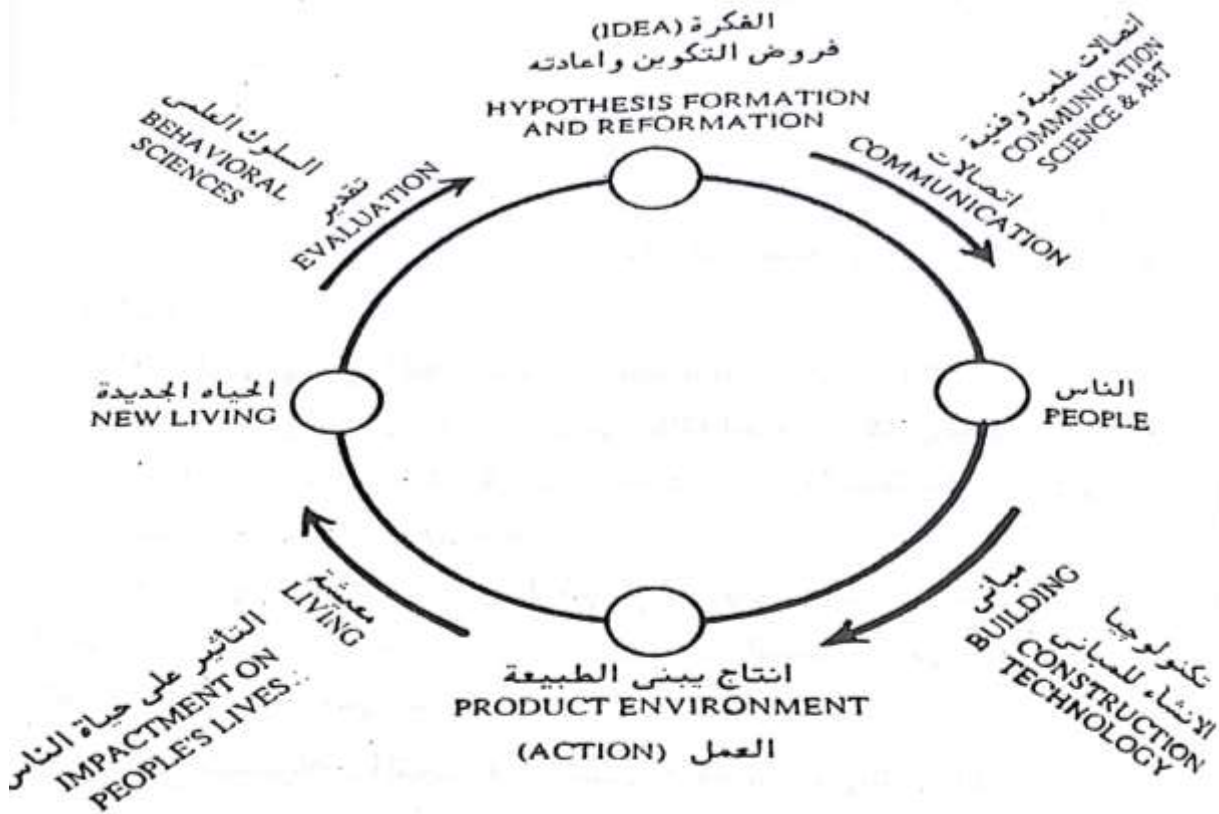 الفكرة (IDEA)
فروض التكوين واعادته
HYPOTHESIS FORMATION
AND REFORMATION
اتصالات علمية وفنية
COMMUNICATION
SCIENCE & ART
اتصالات
COMMUNICATION
الناس
PEOPLE
مبانى
BUILDING
تكنولوجيا
الانشاء للمبانى
CONSTRUCTION
TECHNOLOGY
انتاج يبنى الطبيعة
PRODUCT ENVIRONMENT
العمل (ACTION)
معيشة
LIVING
التأثير على حياة الناس
IMPACTMENT ON
PEOPLE'S LIVES
الحياه الجديدة
NEW LIVING
تقدير
EVALUATION
السلوك العلمى
BEHAVIORAL
SCIENCES